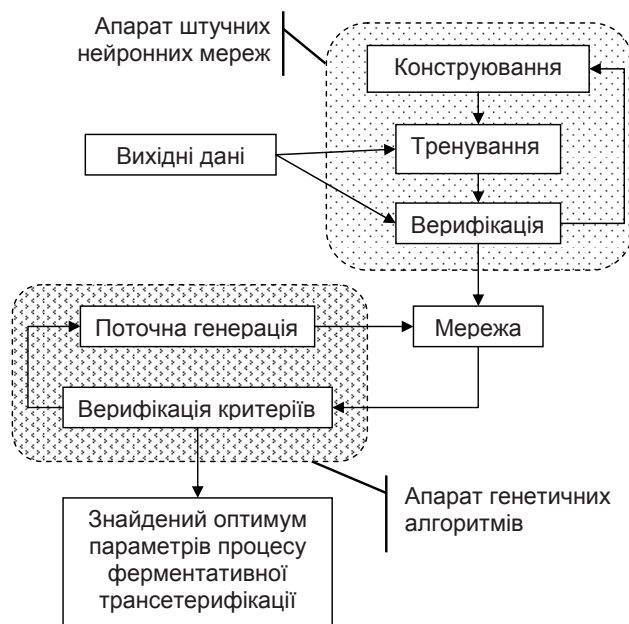 Апарат штучних
нейронних мереж
Конструювання
Вихідні дані
Тренування
Верифікація
Поточна генерація
Мережа
Верифікація критеріїв
Апарат генетичних
алгоритмів
Знайдений оптимум
параметрів процесу
ферментативної
трансетерифікації